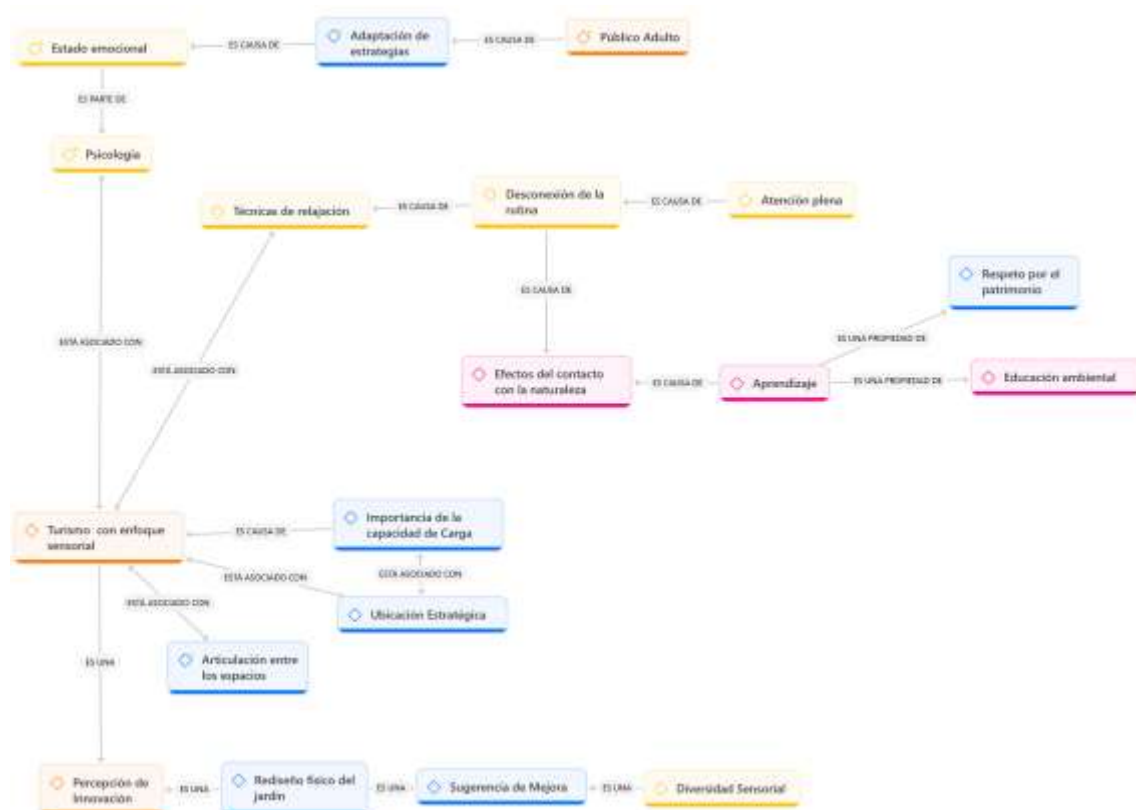 Estado emocional
ES CAUSA DE
Adaptación de
estrategias
ES CAUSA DE
Público Adulto
ES PARTE DE
Psicología
Técnicas de relajación
ES CAUSA DE
Desconexión de la
rutina
ES CAUSA DE
Atención plena
ES CAUSA DE
Respeto por el
patrimonio
ES UNA PROPIEDAD DE
ESTÁ ASOCIADO CON
ESTÁ ASOCIADO CON
Efectos del contacto
con la naturaleza
ES CAUSA DE
Aprendizaje
ES UNA PROPIEDAD DE
Educación ambiental
Turismo con enfoque
sensorial
ES CAUSA DE
Importancia de la
capacidad de Carga
ESTÁ ASOCIADO CON
ESTÁ ASOCIADO CON
Ubicación Estratégica
ESTÁ ASOCIADO CON
Articulación entre
los espacios
ES UNA
Percepción de
Innovación
ES UNA
Rediseño físico del
jardín
ES UNA
Sugerencia de Mejora
ES UNA
Diversidad Sensorial